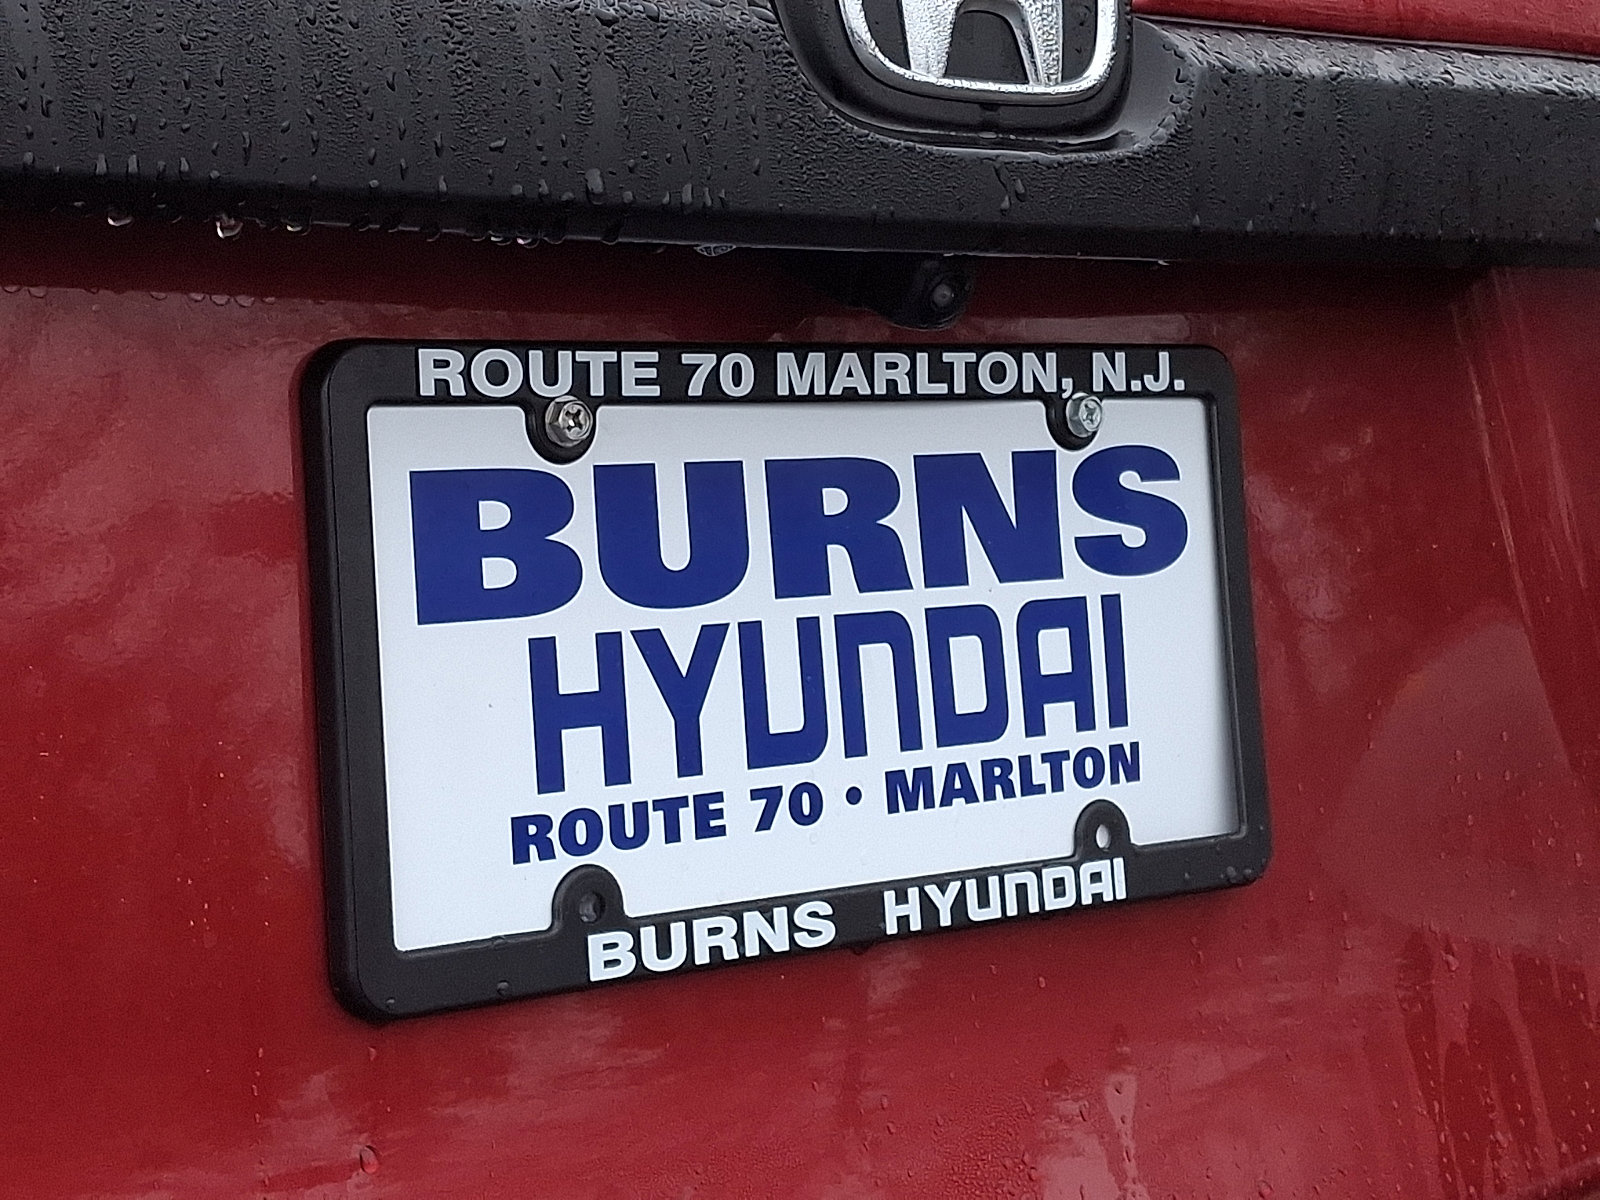 ROUTE 70 MARLTON, N.J.
BURNS
HYUNDAI
ROUTE 70 • MARLTON
BURNS HYUNDAI